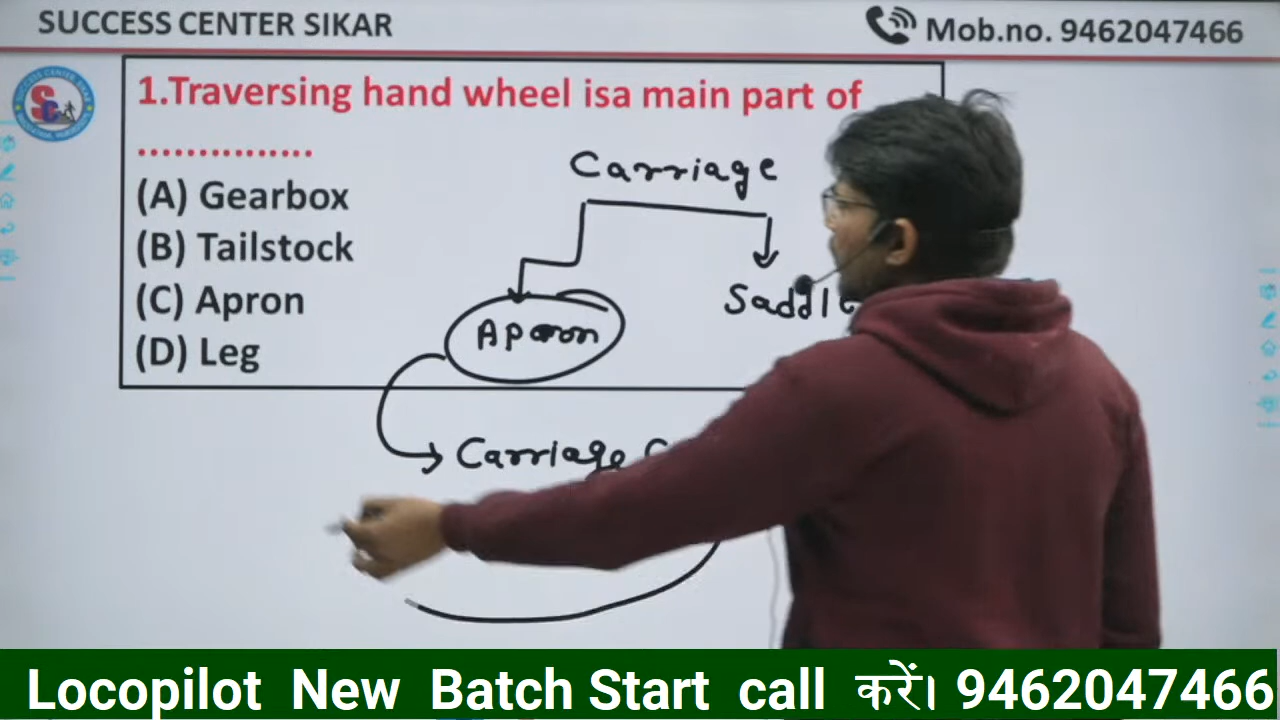 SUCCESS CENTER SIKAR
Mob.no. 9462047466
1.Traversing hand wheel isa main part of
...............
(A) Gearbox
(B) Tailstock
(C) Apron
(D) Leg
Carriage
Apron
Saddle
Carriage C
Locopilot New Batch Start call करें। 9462047466